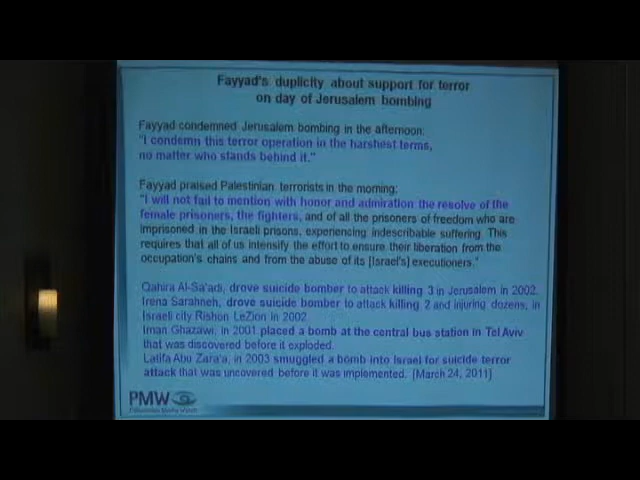 Fayyad's duplicity about support for terror
on day of Jerusalem bombing
Fayyad condemned Jerusalem bombing in the afternoon:
"I condemn this terror operation in the harshest terms,
no matter who stands behind it."
Fayyad praised Palestinian terrorists in the morning:
"I will not fail to mention with honor and admiration the resolve of the
female prisoners, the fighters, and of all the prisoners of freedom who are
imprisoned in the Israeli prisons, experiencing indescribable suffering. This
requires that all of us intensify the effort to ensure their liberation from the
occupation's chains and from the abuse of its [Israel's] executioners."
Qahira Al-Sa'adi, drove suicide bomber to attack killing 3 in Jerusalem in 2002.
Irena Sarahneh, drove suicide bomber to attack killing 2 and injuring dozens, in
Israeli city Rishon LeZion in 2002.
Iman Ghazawi, in 2001 placed a bomb at the central bus station in Tel Aviv
that was discovered before it exploded.
Latifa Abu Zara'a, in 2003 smuggled a bomb into Israel for suicide terror
attack that was uncovered before it was implemented. [March 24, 2011]
PMW
Palestinian Media Watch